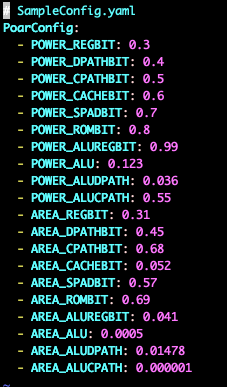 # SampleConfig.yaml
PoarConfig:
  - POWER_REGBIT: 0.3
  - POWER_DPATHBIT: 0.4
  - POWER_CPATHBIT: 0.5
  - POWER_CACHEBIT: 0.6
  - POWER_SPADBIT: 0.7
  - POWER_ROMBIT: 0.8
  - POWER_ALUREGBIT: 0.99
  - POWER_ALU: 0.123
  - POWER_ALUDPATH: 0.036
  - POWER_ALUCPATH: 0.55
  - AREA_REGBIT: 0.31
  - AREA_DPATHBIT: 0.45
  - AREA_CPATHBIT: 0.68
  - AREA_CACHEBIT: 0.052
  - AREA_SPADBIT: 0.57
  - AREA_ROMBIT: 0.69
  - AREA_ALUREGBIT: 0.041
  - AREA_ALU: 0.0005
  - AREA_ALUDPATH: 0.01478
  - AREA_ALUCPATH: 0.000001
~